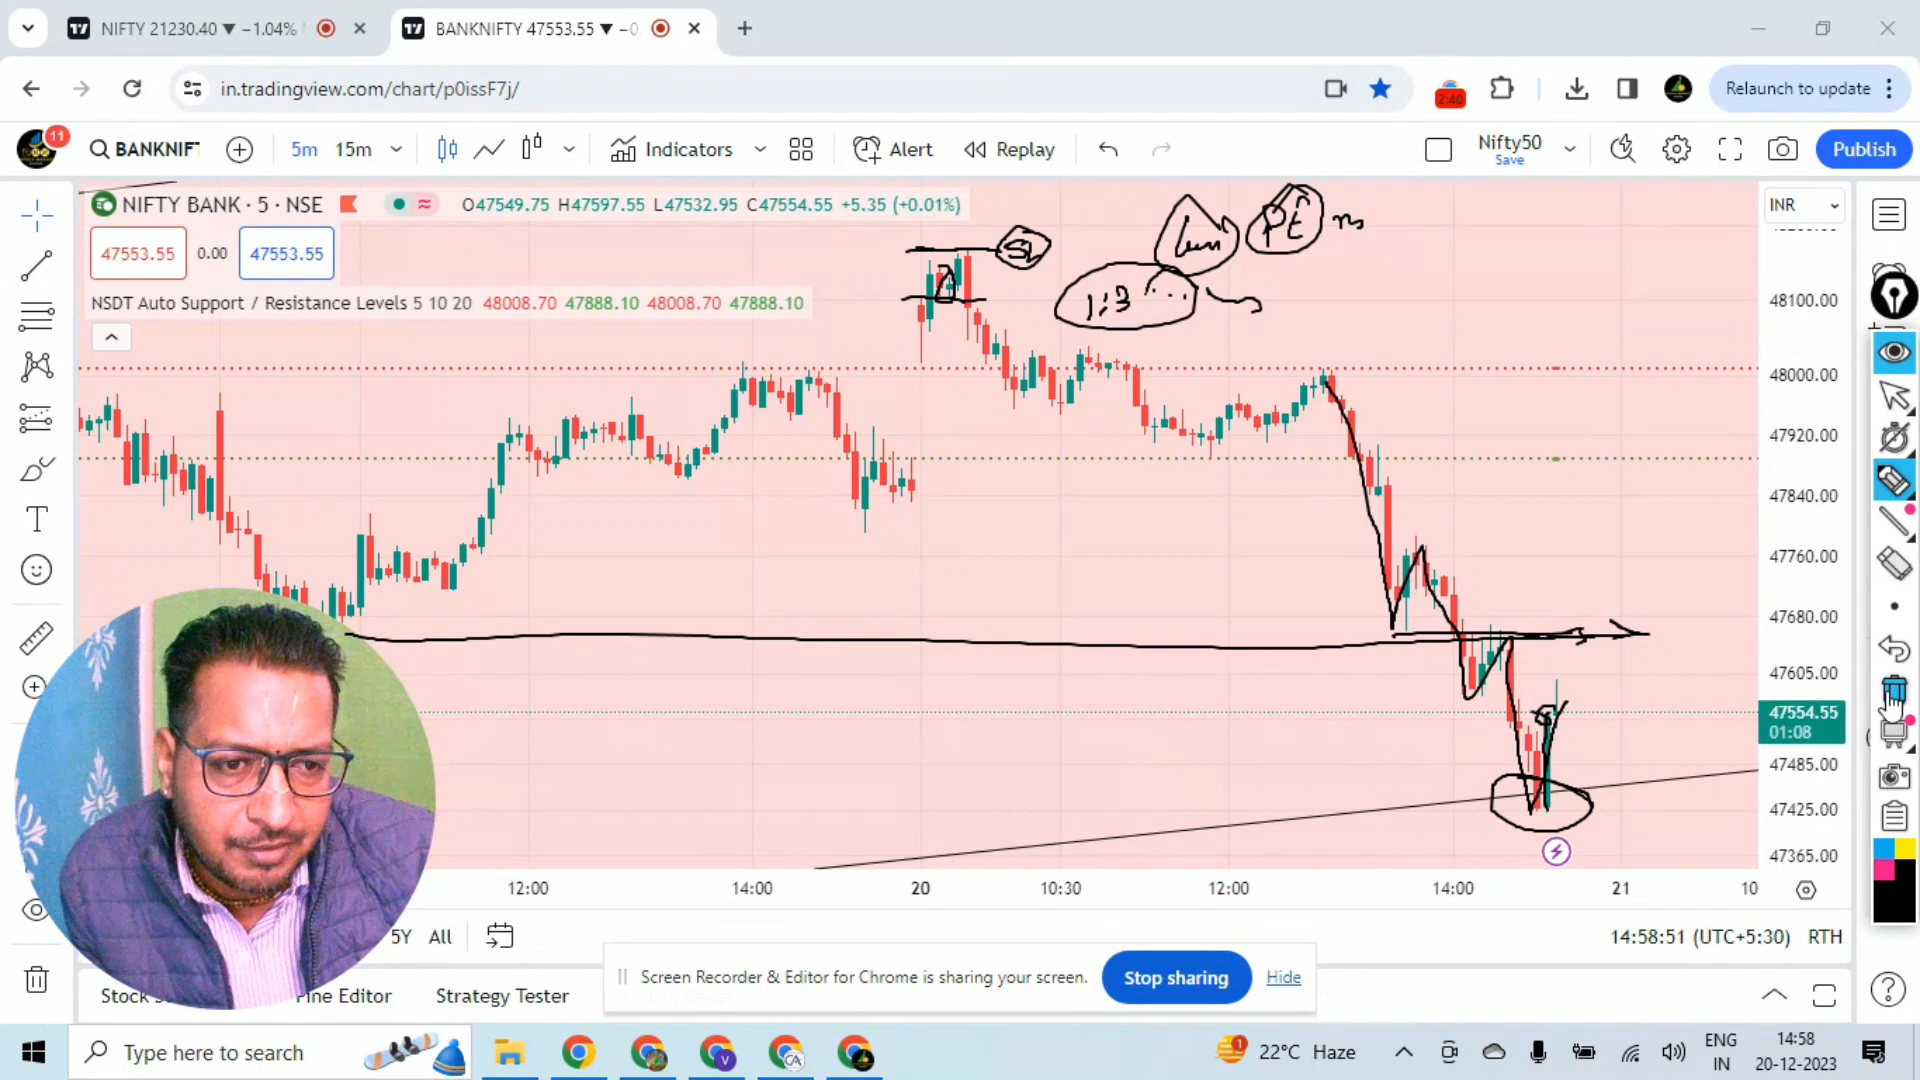 NIFTY 21230.40 ▼ −1.04%
BANKNIFTY 47553.55 ▼ −0
in.tradingview.com/chart/p0issF7j/
2:40
Relaunch to update
11
BANKNIF
5m
15m
Indicators
Alert
Replay
Nifty50
Save
Publish
NIFTY BANK · 5 · NSE
O47549.75 H47597.55 L47532.95 C47554.55 +5.35 (+0.01%)
INR
47553.55
0.00
47553.55
NSDT Auto Support / Resistance Levels 5 10 20 48008.70 47888.10 48008.70 47888.10
SL
PE
1:3
48100.00
48000.00
47920.00
47840.00
47760.00
47680.00
47605.00
47554.55
01:08
47485.00
47425.00
47365.00
12:00
14:00
20
10:30
12:00
14:00
21
10
5Y
All
14:58:51 (UTC+5:30)
RTH
Stock
Pine Editor
Strategy Tester
Screen Recorder & Editor for Chrome is sharing your screen.
Stop sharing
Hide
Type here to search
1
22°C Haze
ENG
IN
14:58
20-12-2023